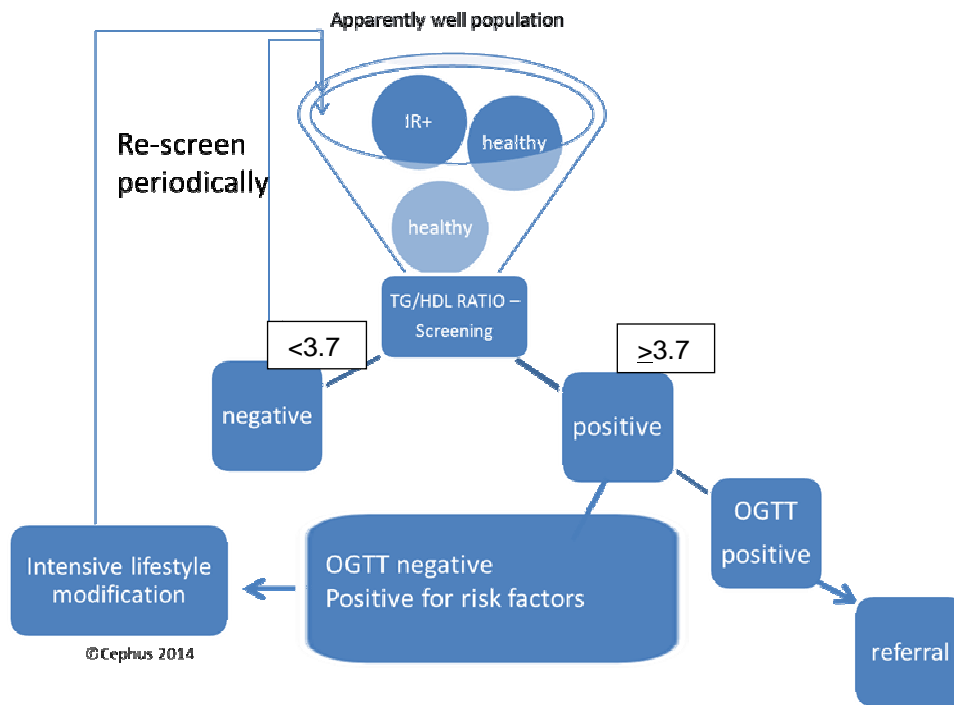 Apparently well population
IR+
healthy
Re-screen
periodically
healthy
TG/HDL RATIO –
Screening
<3.7
≥3.7
negative
positive
OGTT
positive
OGTT negative
Positive for risk factors
Intensive lifestyle
modification
©Cephus 2014
referral